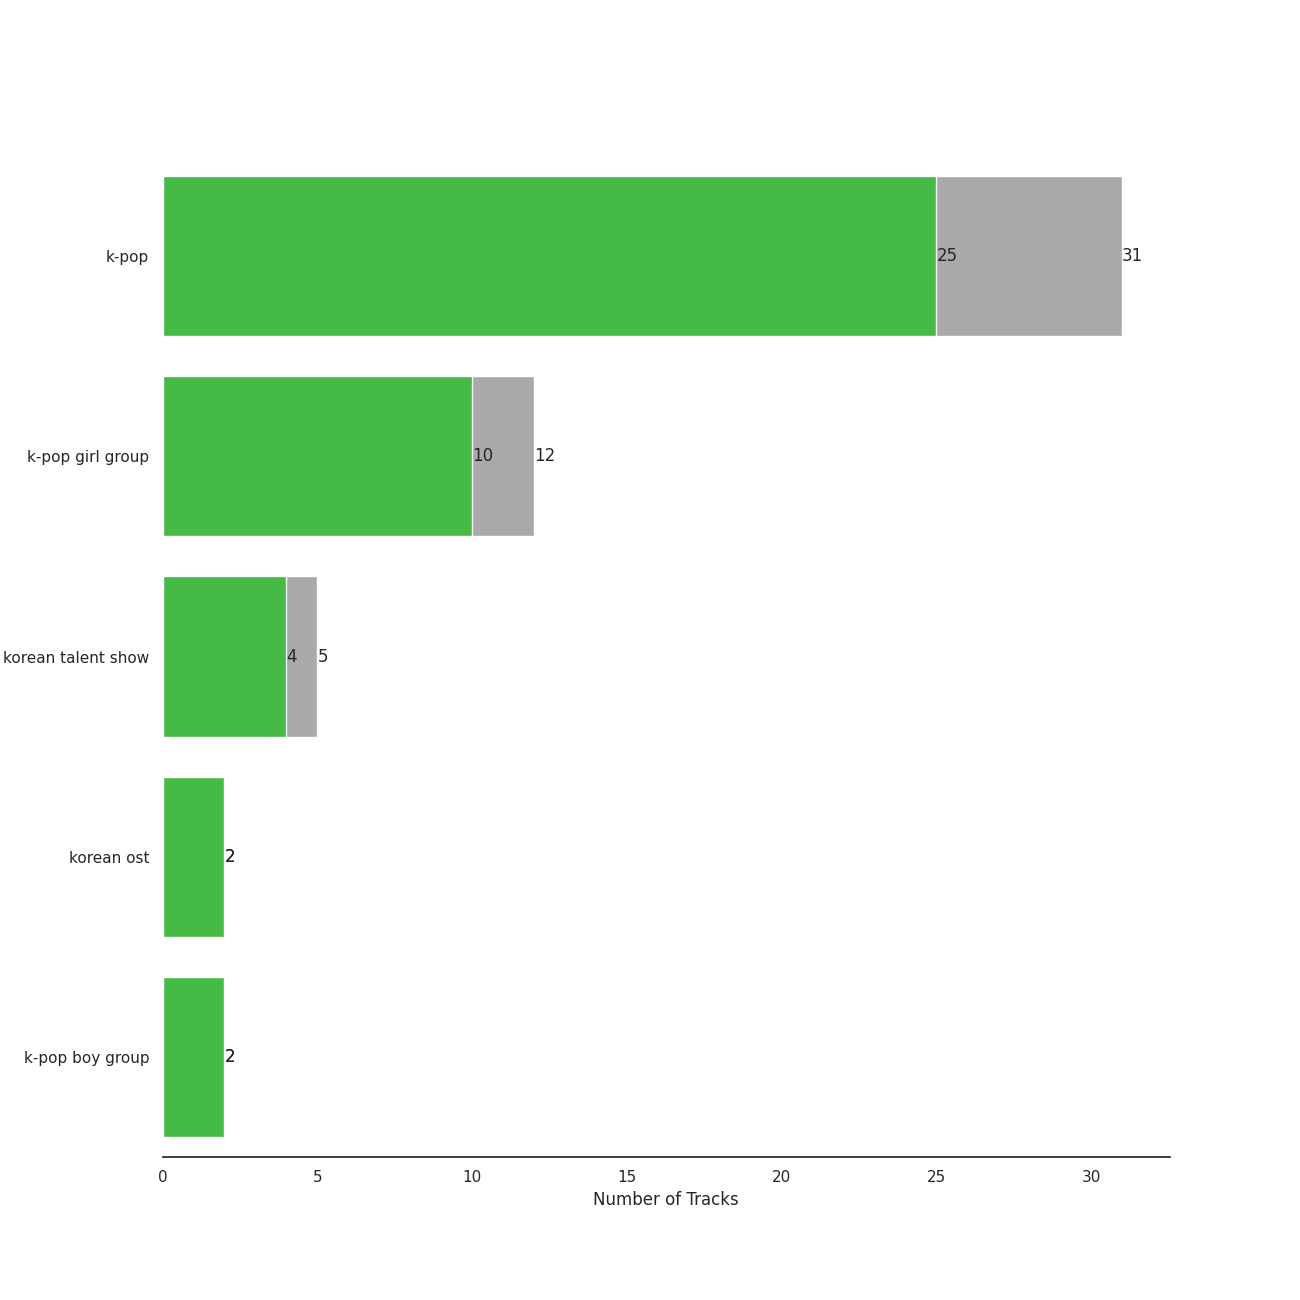 k-pop 25 31
k-pop girl group 10 12
korean talent show 4 5
korean ost 2
k-pop boy group 2
0 5 10 15 20 25 30
Number of Tracks